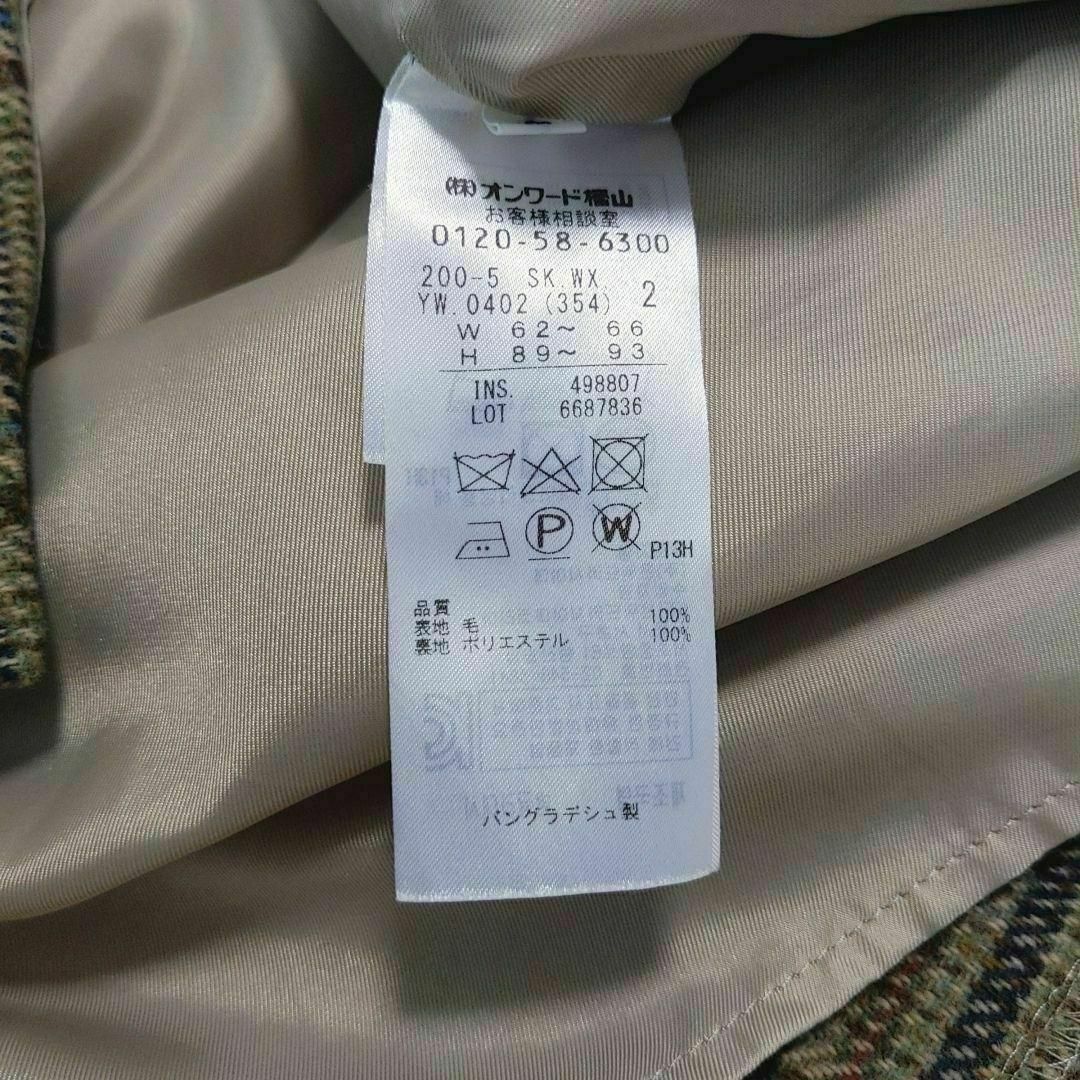 (株)オンワード樫山
お客様相談室
0120-58-6300
200-5 SK.WX.
YW.0402 (354) 2
W 62~ 66
H 89~ 93
INS. 498807
LOT 6687836
P W P13H
品質
表地 毛 100%
裏地 ポリエステル 100%
バングラデシュ製